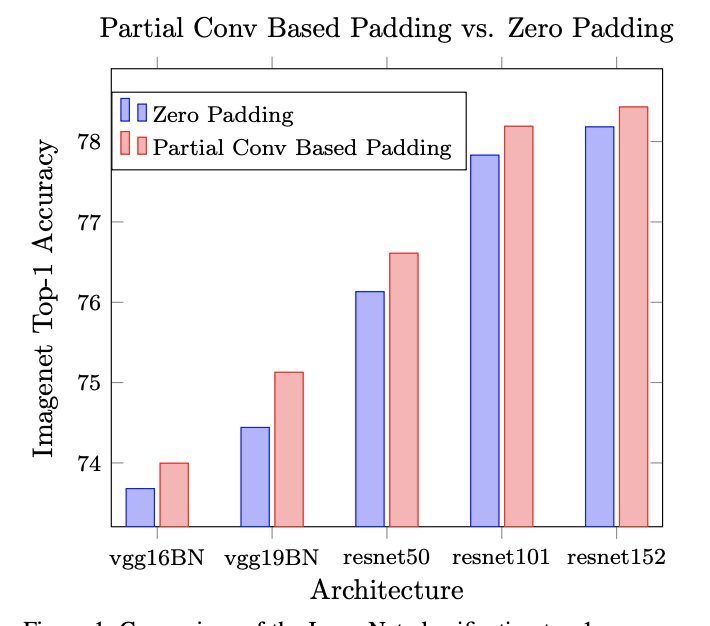 Partial Conv Based Padding vs. Zero Padding
Zero Padding
Partial Conv Based Padding
78
77
76
75
74
Imagenet Top-1 Accuracy
vgg16BN vgg19BN resnet50 resnet101 resnet152
Architecture